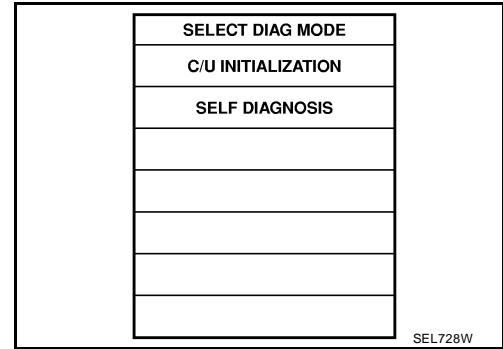 SELECT DIAG MODE
C/U INITIALIZATION
SELF DIAGNOSIS
SEL728W